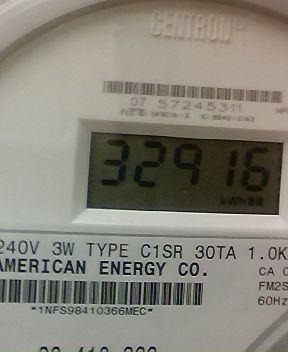 CENTRON®
07 57245311
32916
kWh
240V 3W TYPE C1SR 30TA 1.0K
AMERICAN ENERGY CO.
CA 0
FM2S
60Hz
*1NFS98410366MEC*